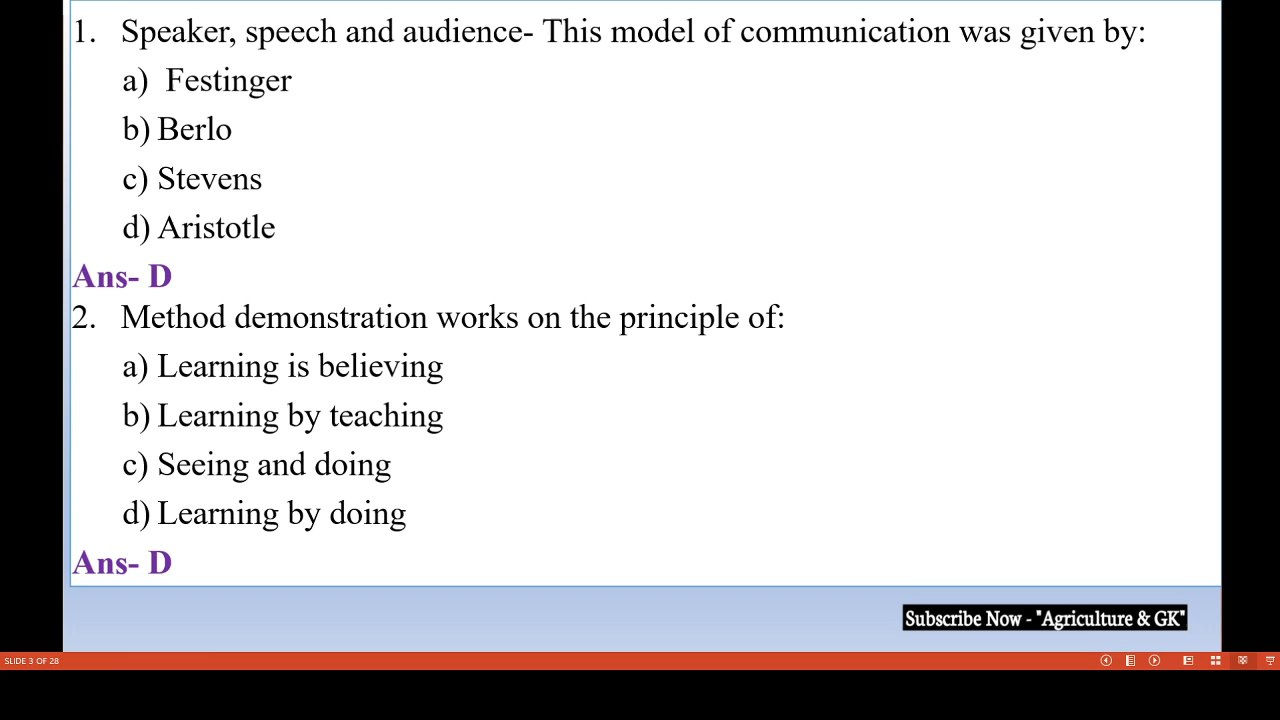 1. Speaker, speech and audience- This model of communication was given by:
a) Festinger
b) Berlo
c) Stevens
d) Aristotle
Ans- D
2. Method demonstration works on the principle of:
a) Learning is believing
b) Learning by teaching
c) Seeing and doing
d) Learning by doing
Ans- D
Subscribe Now - "Agriculture & GK"
SLIDE 3 OF 28